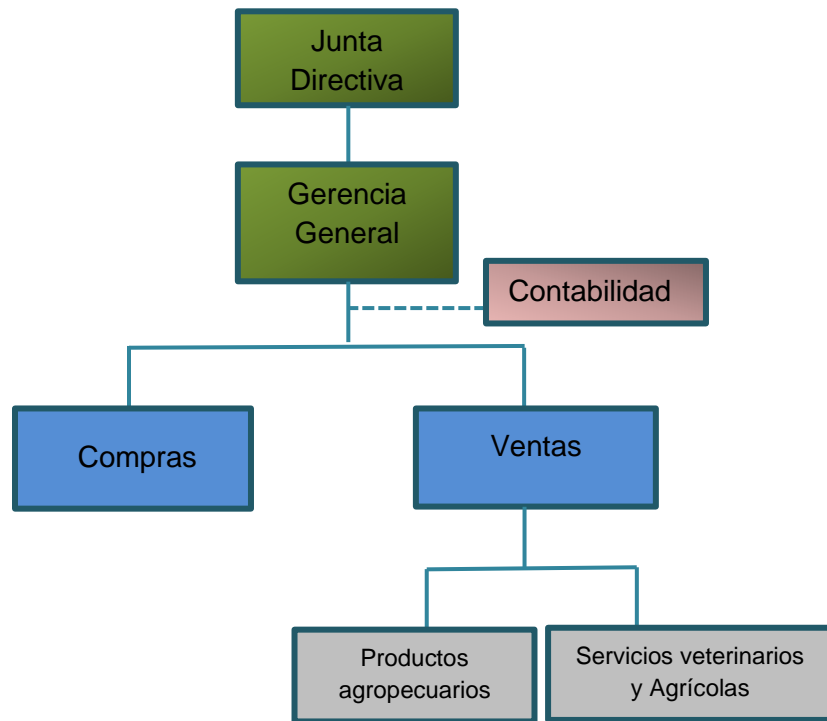 Junta
Directiva
Gerencia
General
Contabilidad
Compras
Ventas
Productos
agropecuarios
Servicios veterinarios
y Agrícolas